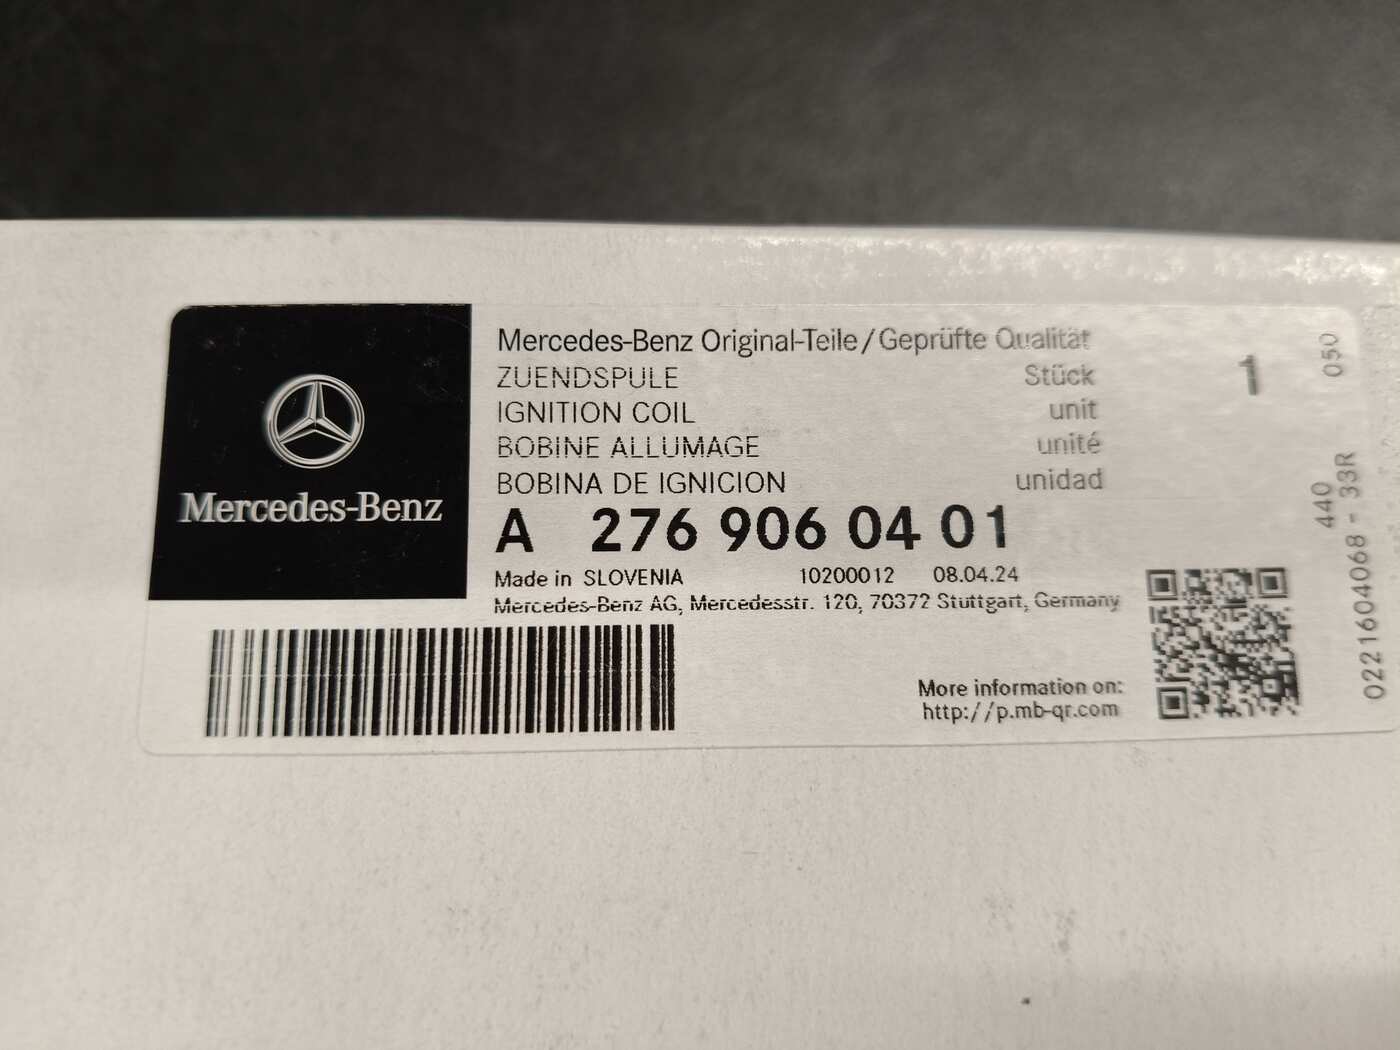 Mercedes-Benz
Mercedes-Benz Original-Teile/Geprüfte Qualität
ZUENDSPULE Stück 1
IGNITION COIL unit
BOBINE ALLUMAGE unité
BOBINA DE IGNICION unidad
A 276 906 04 01
Made in SLOVENIA 10200012 08.04.24
Mercedes-Benz AG, Mercedesstr. 120, 70372 Stuttgart, Germany
More information on:
http://p.mb-qr.com
050
440
0221604068 - 33R